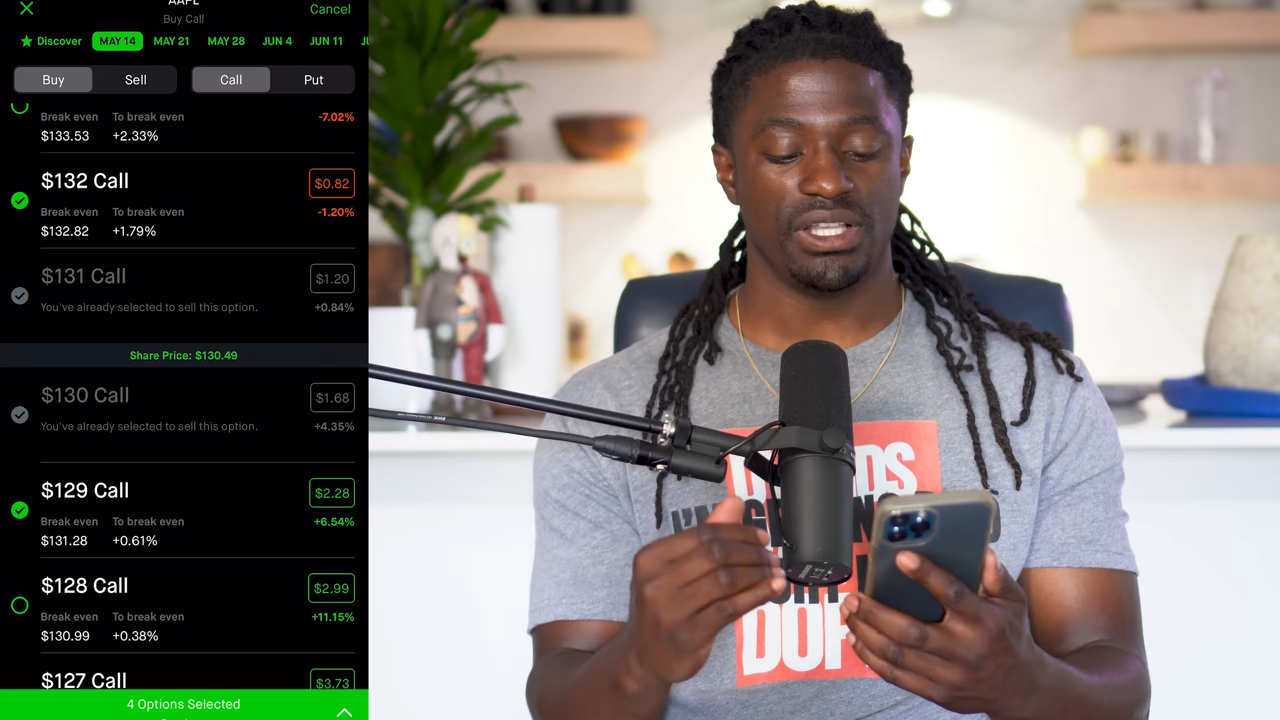 AAPL
Buy Call
Cancel
Discover MAY 14 MAY 21 MAY 28 JUN 4 JUN 11
Buy Sell Call Put
Break even To break even -7.02%
$133.53 +2.33%
$132 Call $0.82
Break even To break even -1.20%
$132.82 +1.79%
$131 Call $1.20
You've already selected to sell this option. +0.84%
Share Price: $130.49
$130 Call $1.68
You've already selected to sell this option. +4.35%
$129 Call $2.28
Break even To break even +6.54%
$131.28 +0.61%
$128 Call $2.99
Break even To break even +11.15%
$130.99 +0.38%
$127 Call $3.73
4 Options Selected
I'M
DOP